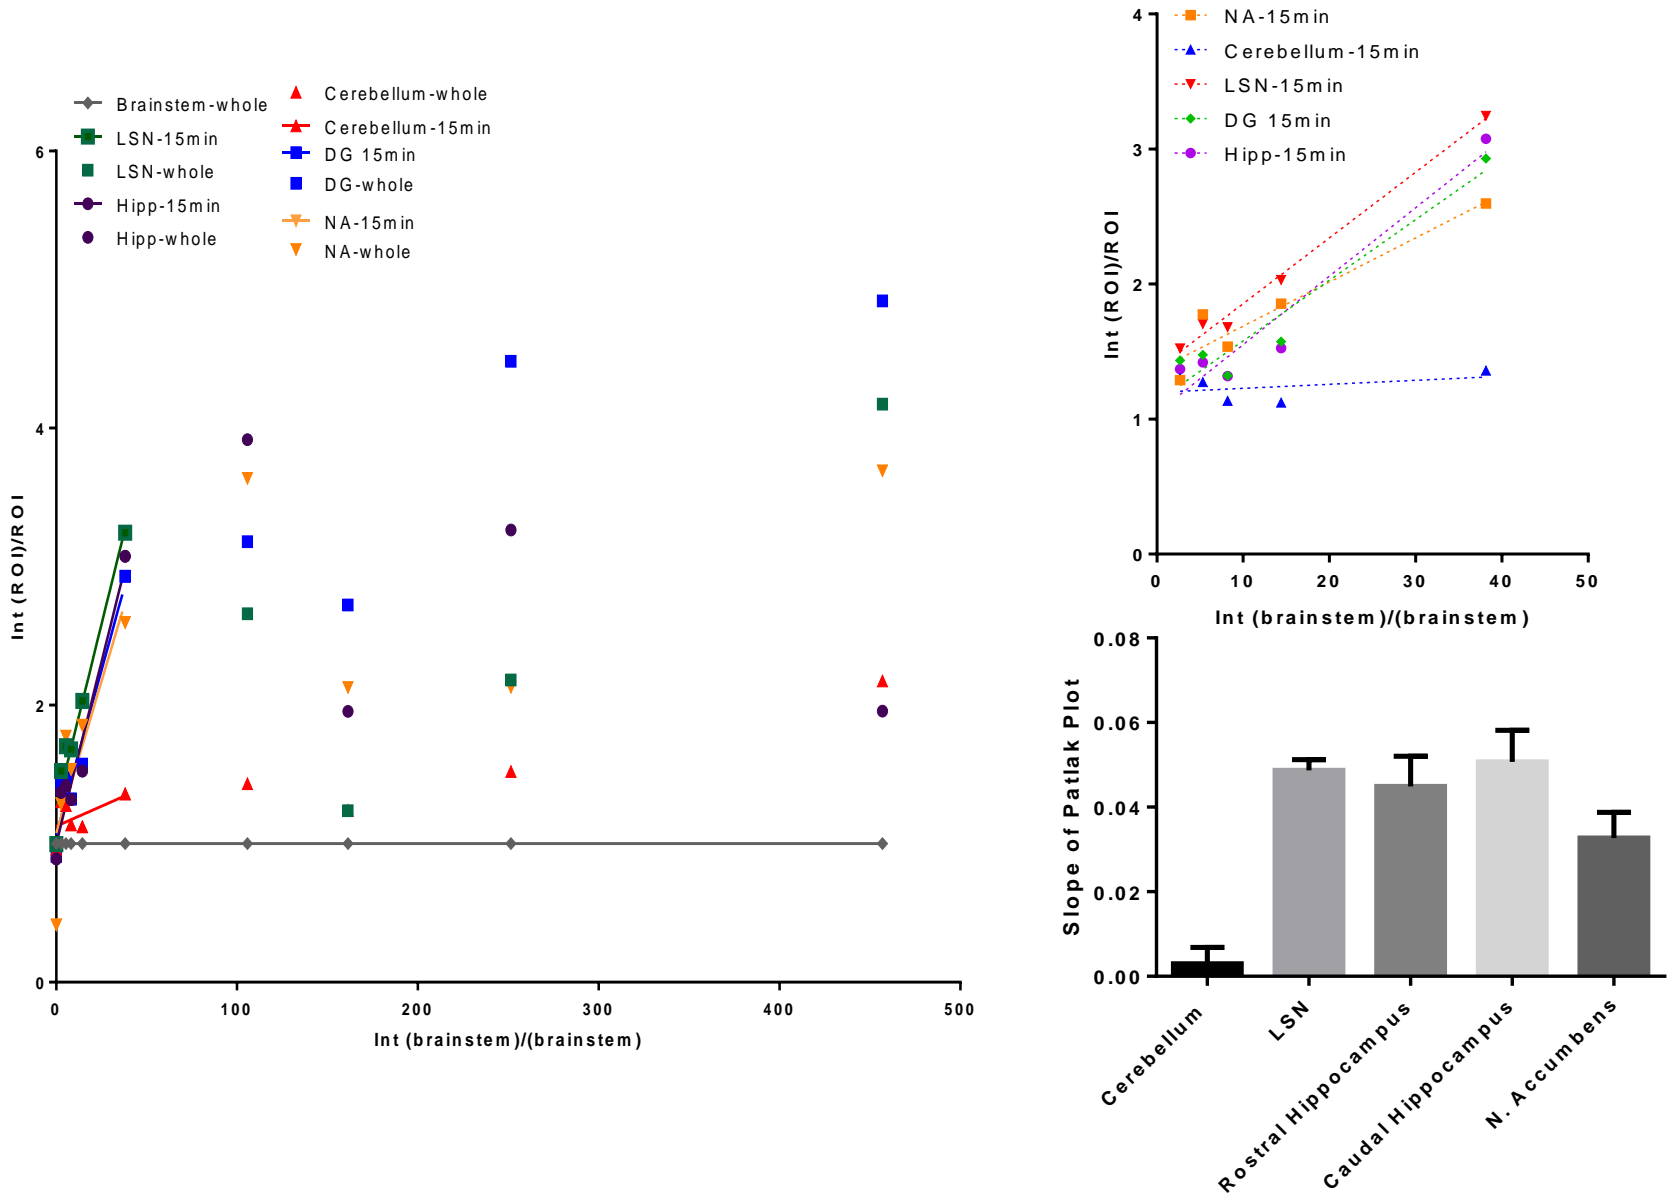 Brainstem-whole
LSN-15min
LSN-whole
Hipp-15min
Hipp-whole
Cerebellum-whole
Cerebellum-15min
DG 15min
DG-whole
NA-15min
NA-whole
6
4
2
0
Int (ROI)/ROI
0 100 200 300 400 500
Int (brainstem)/(brainstem)
NA-15min
Cerebellum-15min
LSN-15min
DG 15min
Hipp-15min
4
3
2
1
0
Int (ROI)/ROI
0 10 20 30 40 50
Int (brainstem)/(brainstem)
0.08
0.06
0.04
0.02
0.00
Slope of Patlak Plot
Cerebellum
LSN
Rostral Hippocampus
Caudal Hippocampus
N. Accumbens